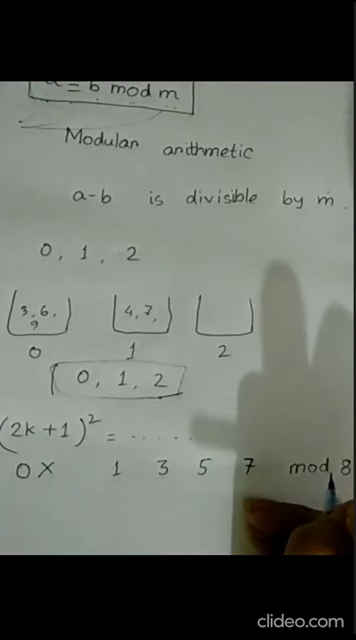 a ≡ b mod m
Modular arithmetic
a-b is divisible by m.
0, 1, 2
3, 6, 9
4, 7,
0 1 2
0, 1, 2
(2k+1)² = ......
0 X 1 3 5 7 mod 8
clideo.com